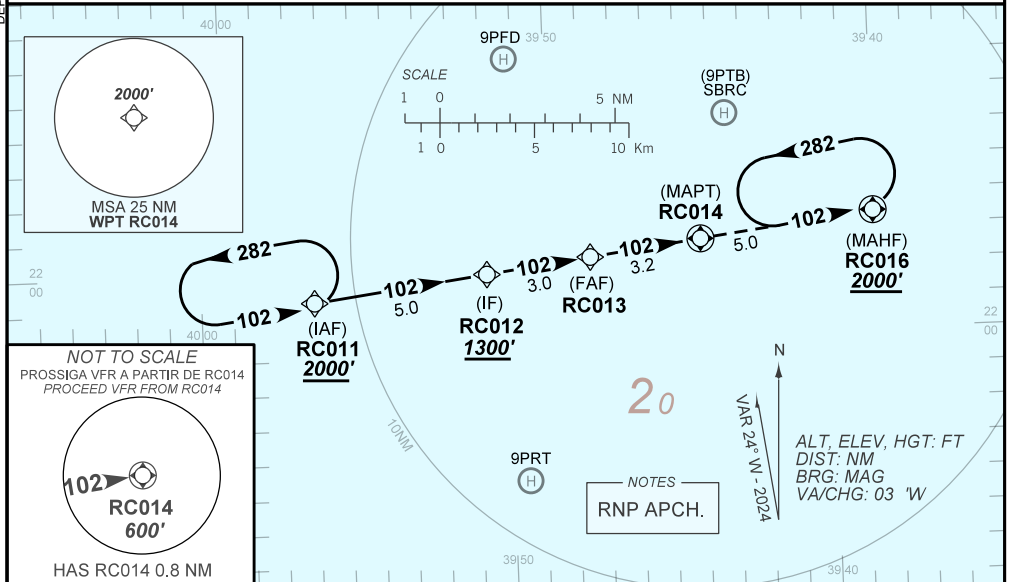 40 00
39 50
39 40
2000'
MSA 25 NM
WPT RC014
9PFD
H
SCALE
1 0 5 NM
1 0 5 10 Km
(9PTB)
SBRC
H
282
102
(MAPT)
RC014
5.0
(MAHF)
RC016
2000'
282
102
(IAF)
RC011
2000'
102
5.0
(IF)
RC012
1300'
102
3.0
(FAF)
RC013
102
3.2
22
00
22
00
40 00
NOT TO SCALE
PROSSIGA VFR A PARTIR DE RC014
PROCEED VFR FROM RC014
102
RC014
600'
HAS RC014 0.8 NM
10NM
20
9PRT
H
NOTES
RNP APCH.
N
VAR 24° W - 2024
ALT, ELEV, HGT: FT
DIST: NM
BRG: MAG
VA/CHG: 03 'W
39 50
39 40